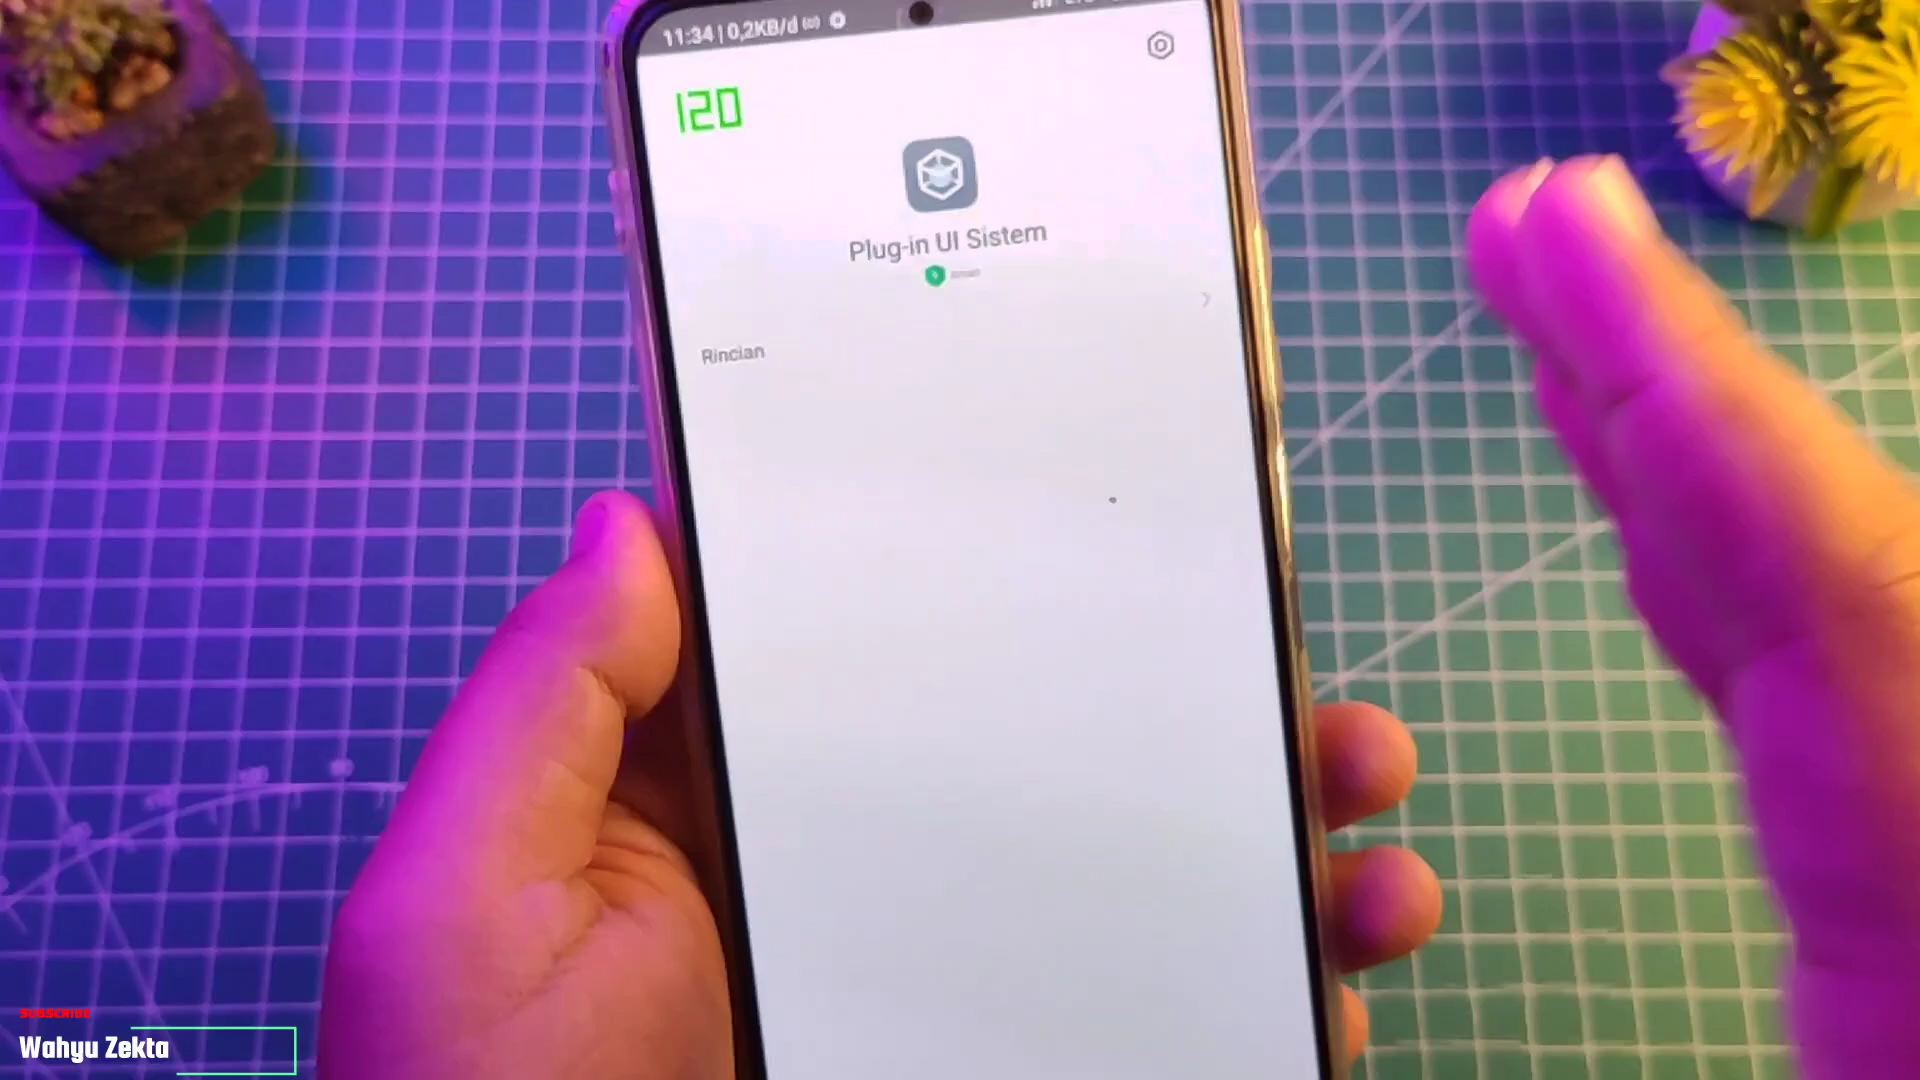 11:34 | 0,2KB/d
120
Plug-in UI Sistem
Rincian
SUBSCRIBE
Wahyu Zekta